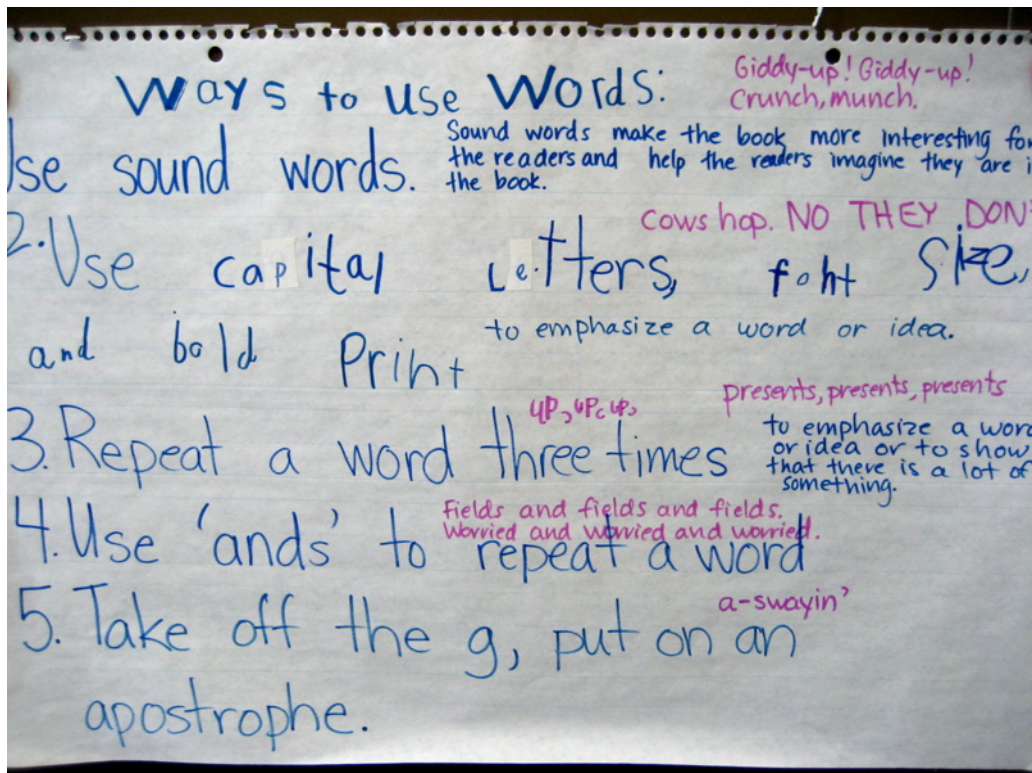 Ways to use Words:
Giddy-up! Giddy-up!
Crunch, munch.
Use sound words.
Sound words make the book more interesting for
the readers and help the readers imagine they are i
the book.
cows hop. NO THEY DON'
2. Use capital Letters, font size,
and bold Print
to emphasize a word or idea.
presents, presents, presents
up, up, up,
3. Repeat a word three times
to emphasize a word
or idea or to show
that there is a lot of
something.
Fields and fields and fields.
Worried and worried and worried.
4. Use 'ands' to repeat a word
a-swayin'
5. Take off the g, put on an
apostrophe.